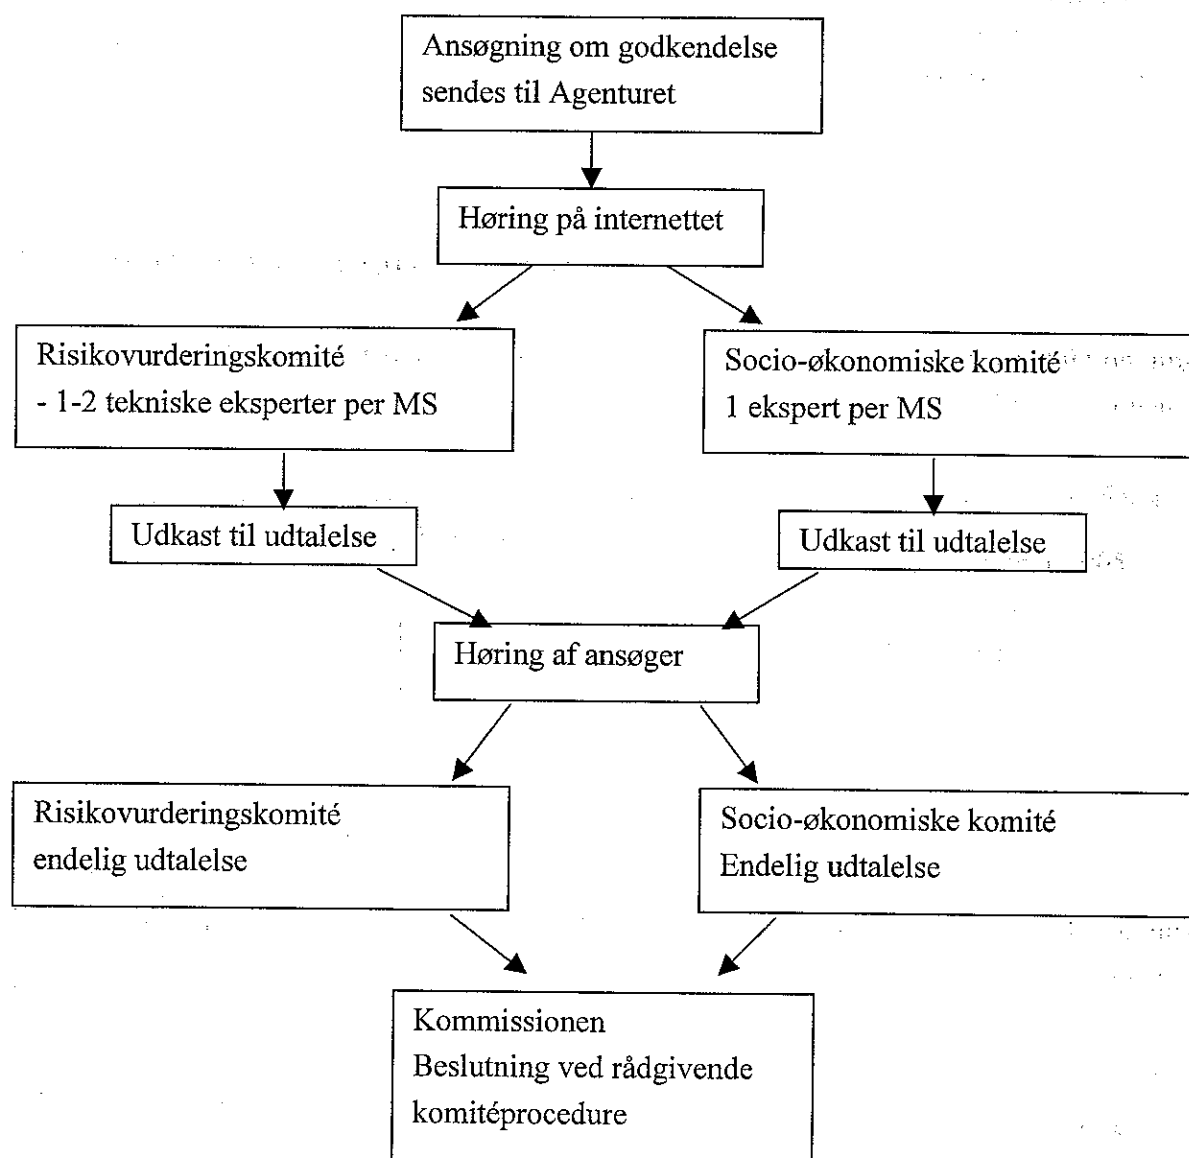 Ansøgning om godkendelse
sendes til Agenturet
Høring på internettet
Risikovurderingskomité
- 1-2 tekniske eksperter per MS
Socio-økonomiske komité
1 ekspert per MS
Udkast til udtalelse
Udkast til udtalelse
Høring af ansøger
Risikovurderingskomité
endelig udtalelse
Socio-økonomiske komité
Endelig udtalelse
Kommissionen
Beslutning ved rådgivende
komitéprocedure